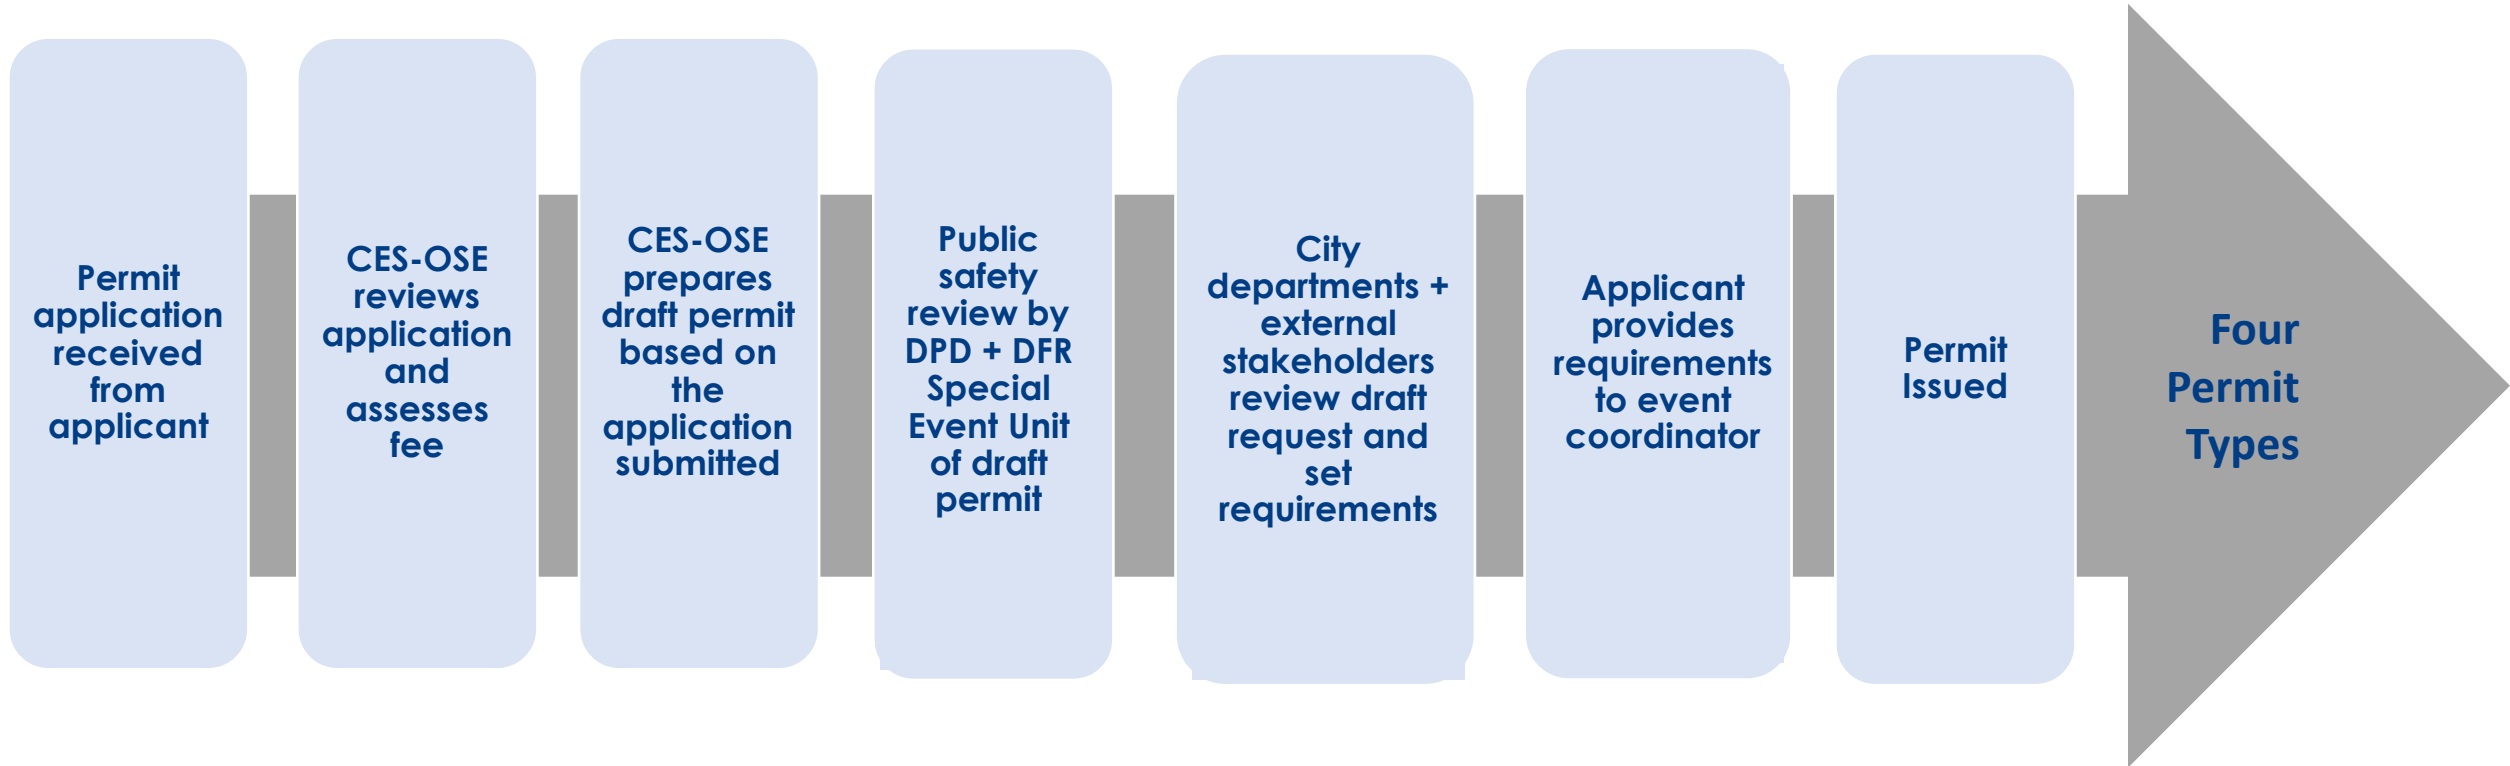 Permit
application
received
from
applicant
CES-OSE
reviews
application
and
assesses
fee
CES-OSE
prepares
draft permit
based on
the
application
submitted
Public
safety
review by
DPD + DFR
Special
Event Unit
of draft
permit
City
departments +
external
stakeholders
review draft
request and
set
requirements
Applicant
provides
requirements
to event
coordinator
Permit
Issued
Four
Permit
Types